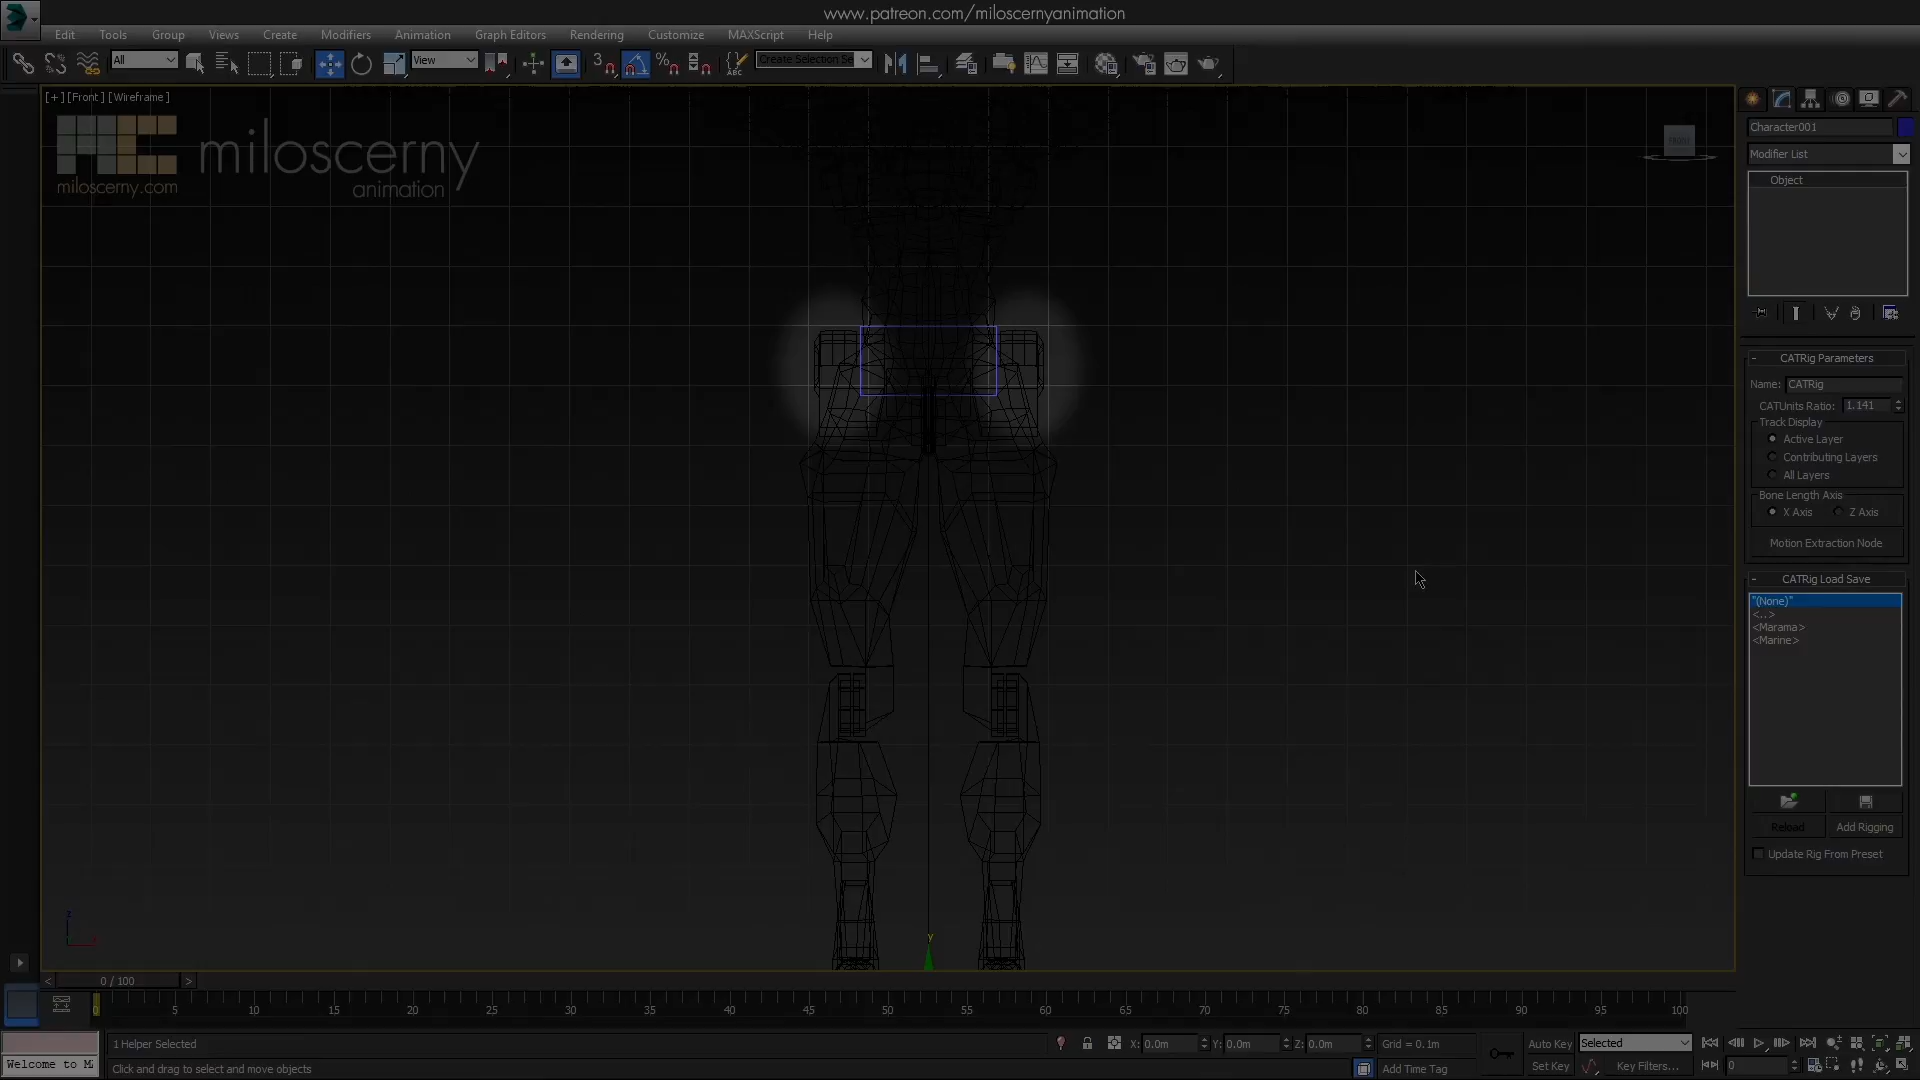 www.patreon.com/miloscernyanimation
Edit Tools Group Views Create Modifiers Animation Graph Editors Rendering Customize MAXScript Help
All View 3 Create Selection Se
[+][Front][Wireframe]
miloscerny
animation
miloscerny.com
FRONT
Character001
Modifier List
Object
- CATRig Parameters
Name: CATRig
CATUnits Ratio: 1.141
Track Display
Active Layer
Contributing Layers
All Layers
Bone Length Axis
X Axis Z Axis
Motion Extraction Node
- CATRig Load Save
"(None)"
<..>
<Marama>
<Marine>
Reload Add Rigging
Update Rig From Preset
z
x
y
< 0 / 100 >
0 5 10 15 20 25 30 35 40 45 50 55 60 65 70 75 80 85 90 95 100
1 Helper Selected X: 0.0m Y: 0.0m Z: 0.0m Grid = 0.1m Auto Key Selected
Welcome to M Click and drag to select and move objects Add Time Tag Set Key Key Filters... 0